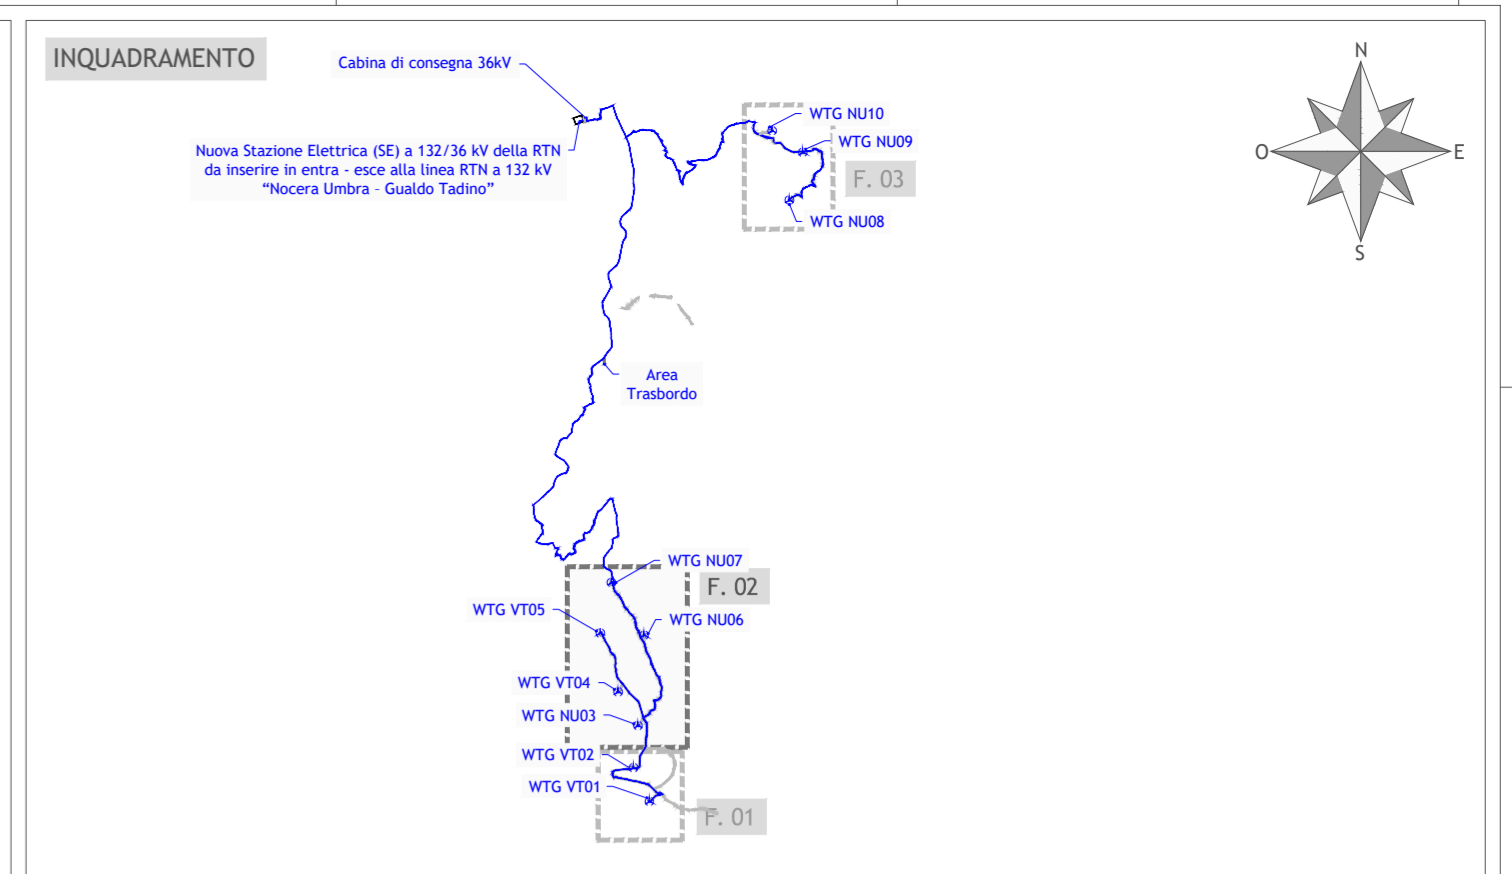 INQUADRAMENTO
Cabina di consegna 36kV
Nuova Stazione Elettrica (SE) a 132/36 kV della RTN
da inserire in entra - esce alla linea RTN a 132 kV
“Nocera Umbra - Gualdo Tadino”
WTG NU10
WTG NU09
F. 03
WTG NU08
N
O
E
S
Area
Trasbordo
WTG NU07
F. 02
WTG VT05
WTG NU06
WTG VT04
WTG NU03
WTG VT02
WTG VT01
F. 01